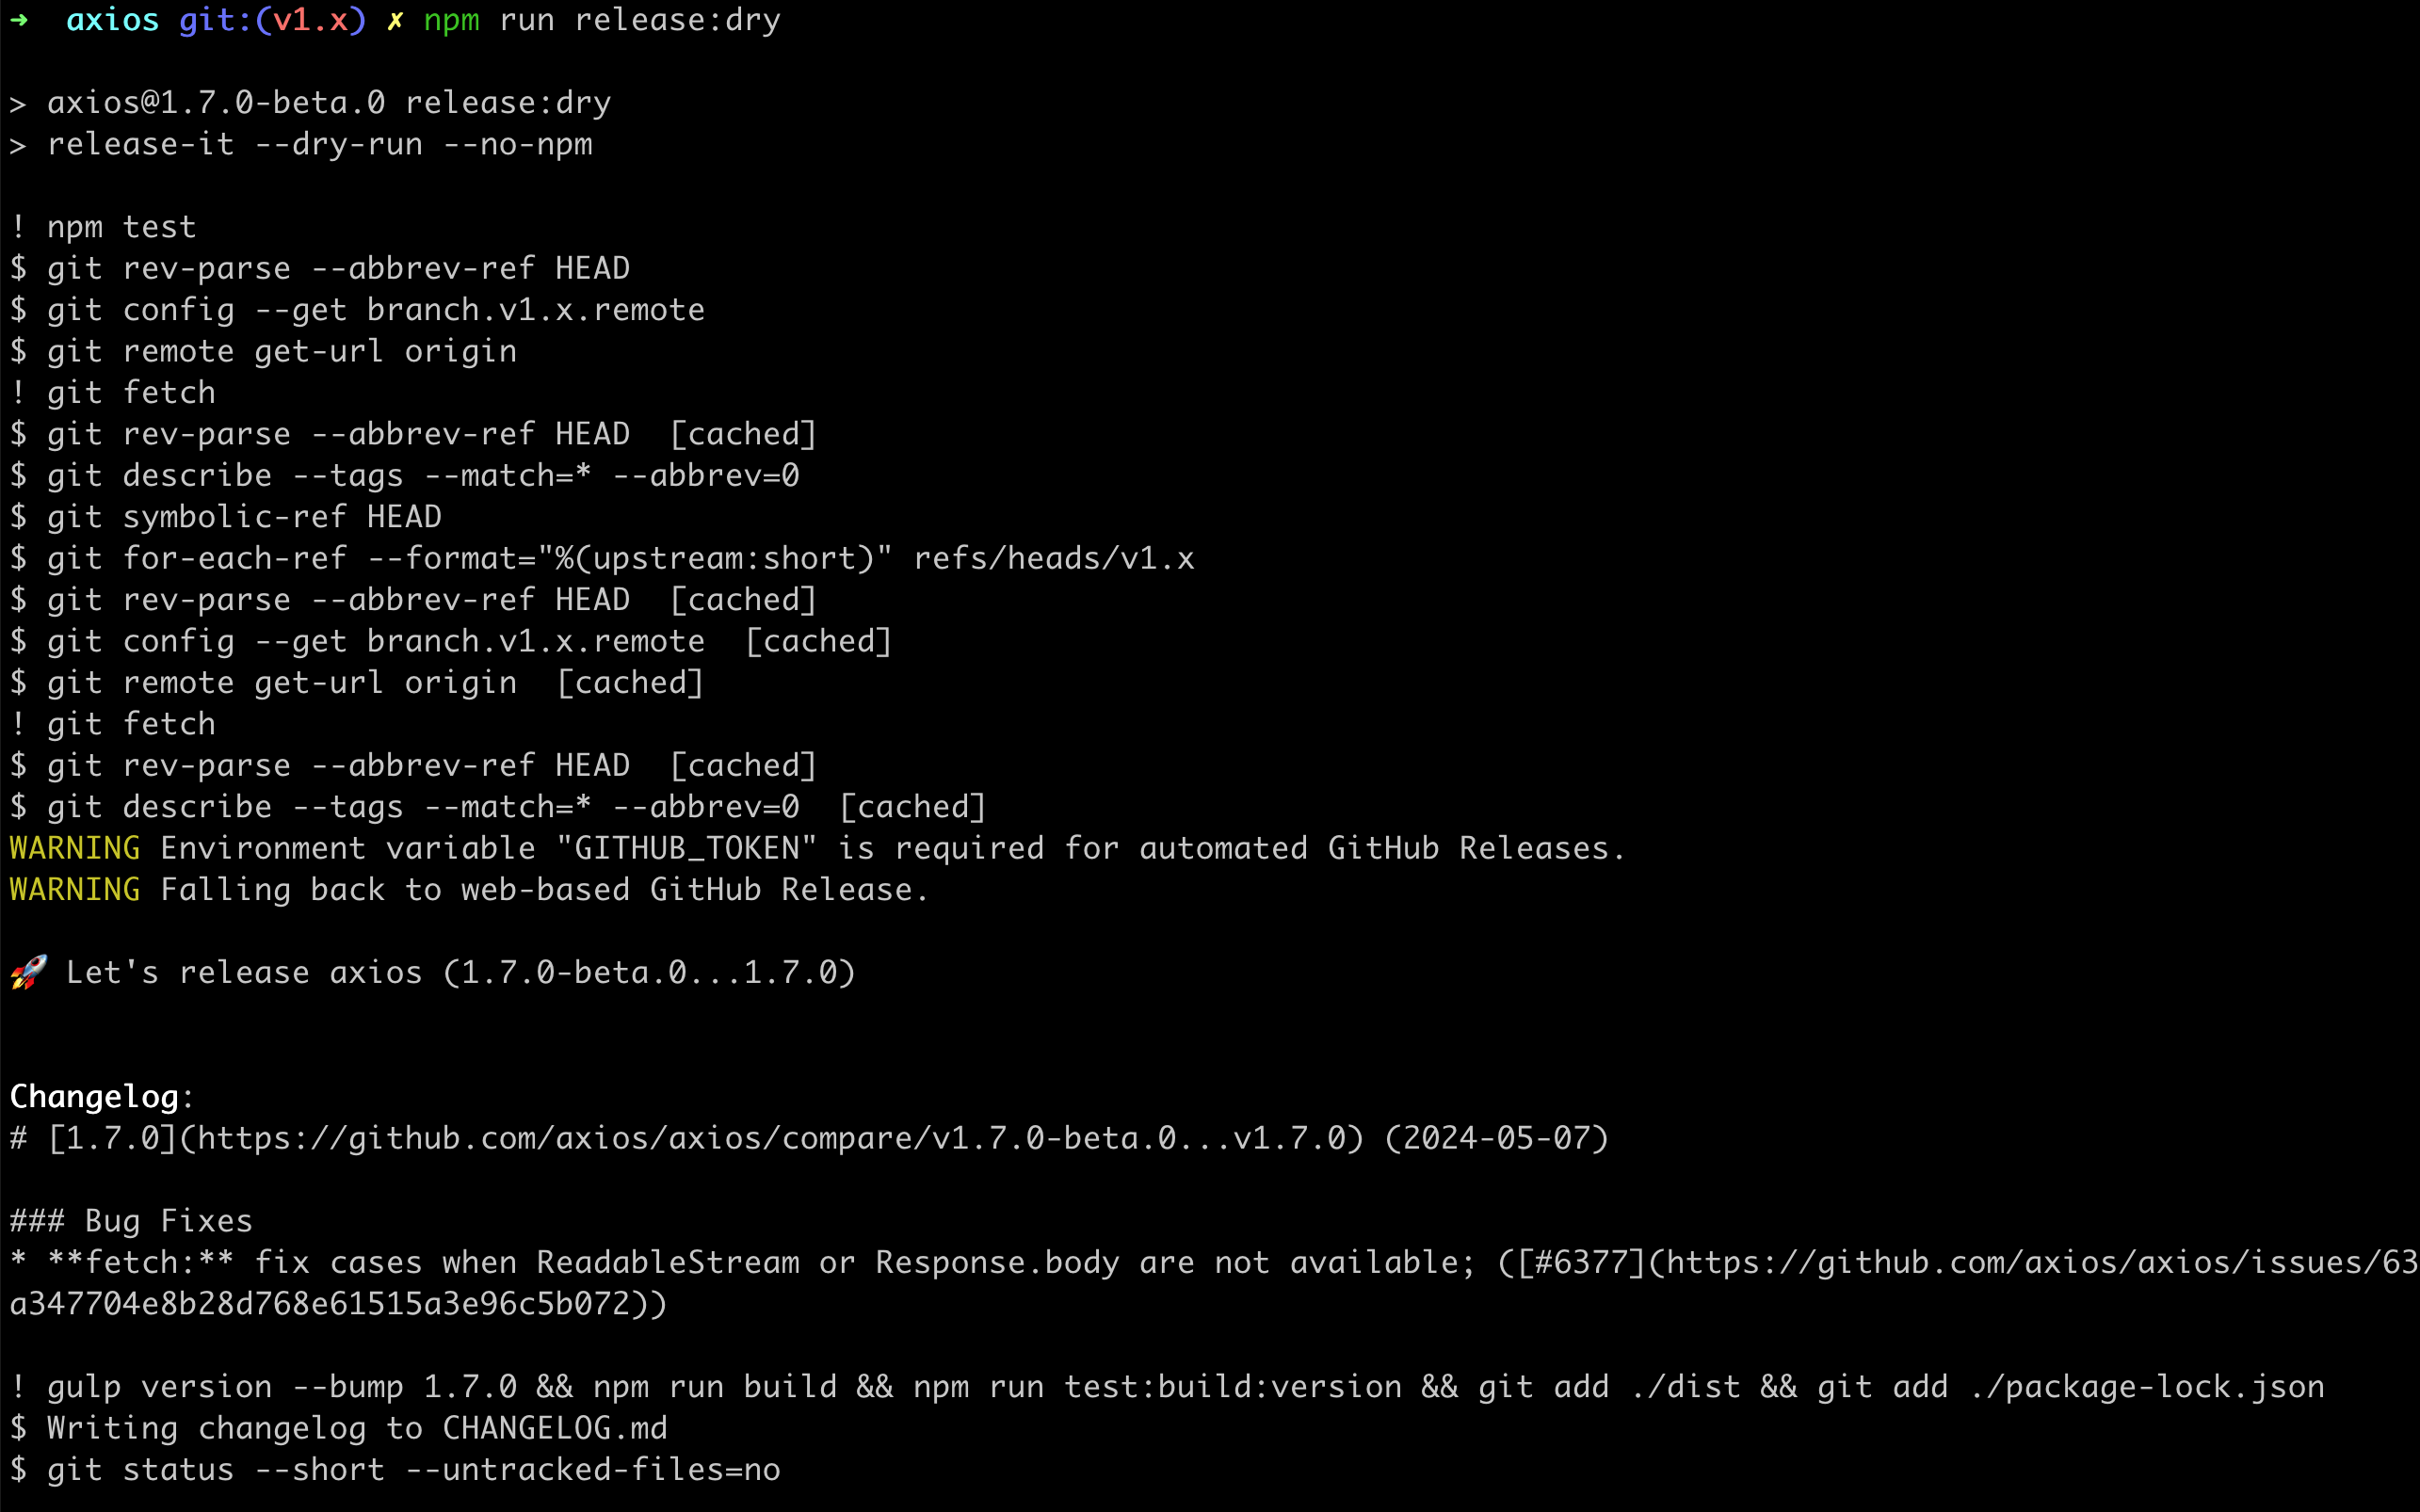 ➜  axios git:(v1.x) ✗ npm run release:dry
> axios@1.7.0-beta.0 release:dry
> release-it --dry-run --no-npm
! npm test
$ git rev-parse --abbrev-ref HEAD
$ git config --get branch.v1.x.remote
$ git remote get-url origin
! git fetch
$ git rev-parse --abbrev-ref HEAD  [cached]
$ git describe --tags --match=* --abbrev=0
$ git symbolic-ref HEAD
$ git for-each-ref --format="%(upstream:short)" refs/heads/v1.x
$ git rev-parse --abbrev-ref HEAD  [cached]
$ git config --get branch.v1.x.remote  [cached]
$ git remote get-url origin  [cached]
! git fetch
$ git rev-parse --abbrev-ref HEAD  [cached]
$ git describe --tags --match=* --abbrev=0  [cached]
WARNING Environment variable "GITHUB_TOKEN" is required for automated GitHub Releases.
WARNING Falling back to web-based GitHub Release.
🚀 Let's release axios (1.7.0-beta.0...1.7.0)
Changelog:
# [1.7.0](https://github.com/axios/axios/compare/v1.7.0-beta.0...v1.7.0) (2024-05-07)
### Bug Fixes
* **fetch:** fix cases when ReadableStream or Response.body are not available; ([#6377](https://github.com/axios/axios/issues/63
a347704e8b28d768e61515a3e96c5b072))
! gulp version --bump 1.7.0 && npm run build && npm run test:build:version && git add ./dist && git add ./package-lock.json
$ Writing changelog to CHANGELOG.md
$ git status --short --untracked-files=no